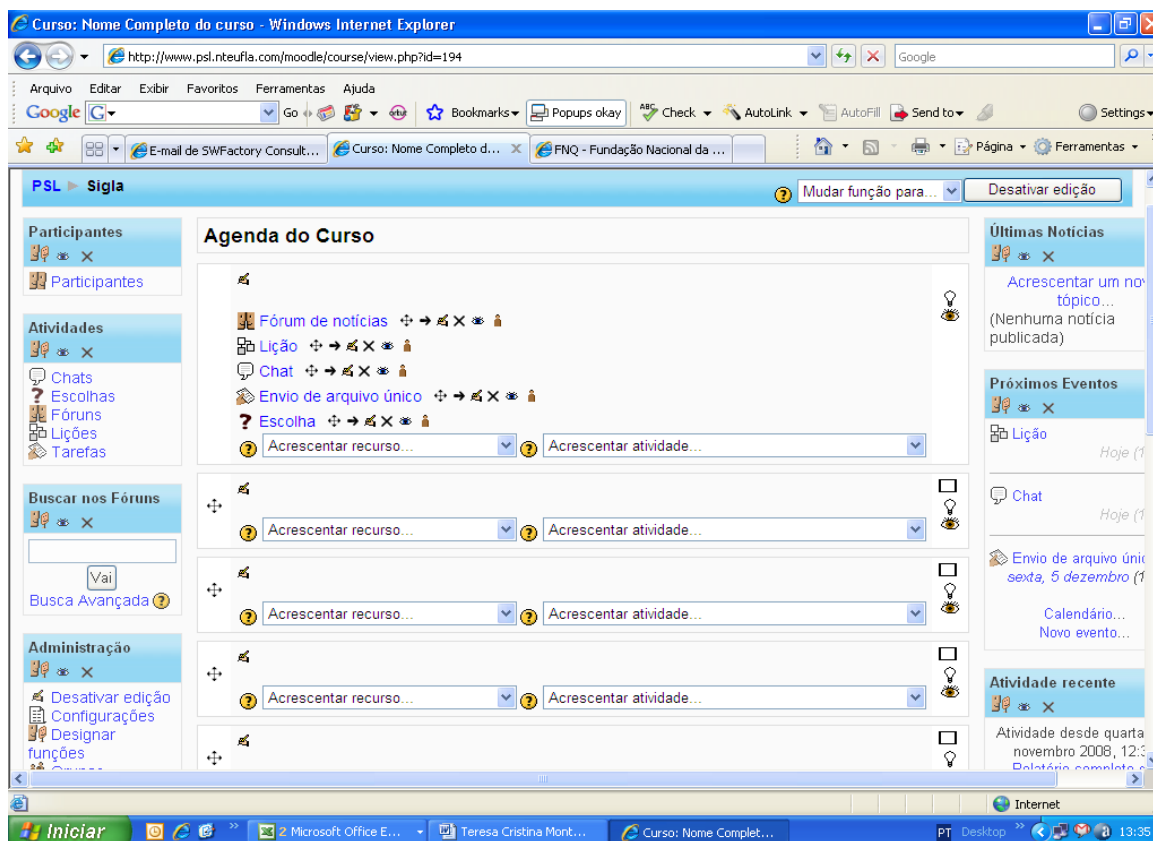 Curso: Nome Completo do curso - Windows Internet Explorer
http://www.psl.nteufla.com/moodle/course/view.php?id=194
Google
Arquivo Editar Exibir Favoritos Ferramentas Ajuda
Google G Go Bookmarks Popups okay ABC Check AutoLink AutoFill Send to Settings
E-mail de SWFactory Consult... Curso: Nome Completo d... X FNQ - Fundação Nacional da ... Página Ferramentas
PSL ► Sigla
? Mudar função para... Desativar edição
Participantes
Participantes
Atividades
Chats
? Escolhas
Fóruns
Lições
Tarefas
Buscar nos Fóruns
Vai
Busca Avançada ?
Administração
Desativar edição
Configurações
Designar
funções
Agenda do Curso
Fórum de notícias
Lição
Chat
Envio de arquivo único
? Escolha
? Acrescentar recurso... ? Acrescentar atividade...
? Acrescentar recurso... ? Acrescentar atividade...
? Acrescentar recurso... ? Acrescentar atividade...
? Acrescentar recurso... ? Acrescentar atividade...
Últimas Notícias
Acrescentar um
tópico...
(Nenhuma notícia
publicada)
Próximos Eventos
Lição
Hoje
Chat
Hoje
Envio de arquivo
sexta, 5 dezembro
Calendário...
Novo evento...
Atividade recente
Atividade desde quarta
novembro 2008,
Relatório completo
Internet
Iniciar 2 Microsoft Office E... Teresa Cristina Mont... Curso: Nome Complet... PT Desktop 13:35